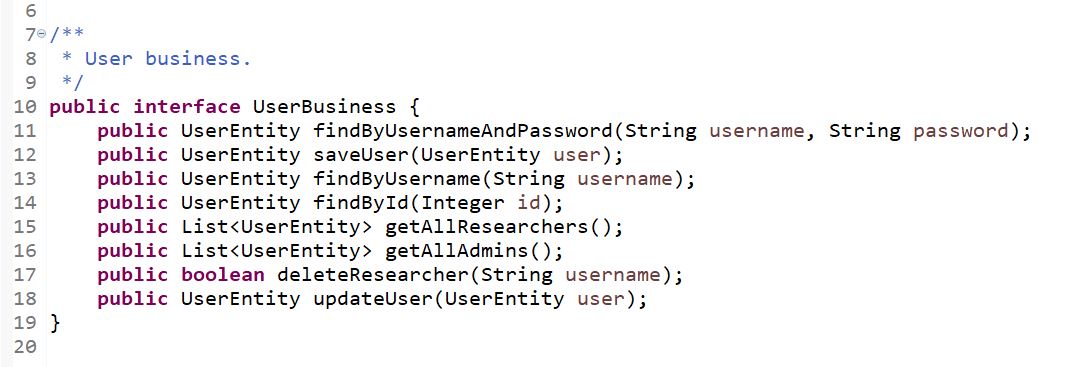 6
7 /**
8  * User business.
9  */
10 public interface UserBusiness {
11     public UserEntity findByUsernameAndPassword(String username, String password);
12     public UserEntity saveUser(UserEntity user);
13     public UserEntity findByUsername(String username);
14     public UserEntity findById(Integer id);
15     public List<UserEntity> getAllResearchers();
16     public List<UserEntity> getAllAdmins();
17     public boolean deleteResearcher(String username);
18     public UserEntity updateUser(UserEntity user);
19 }
20